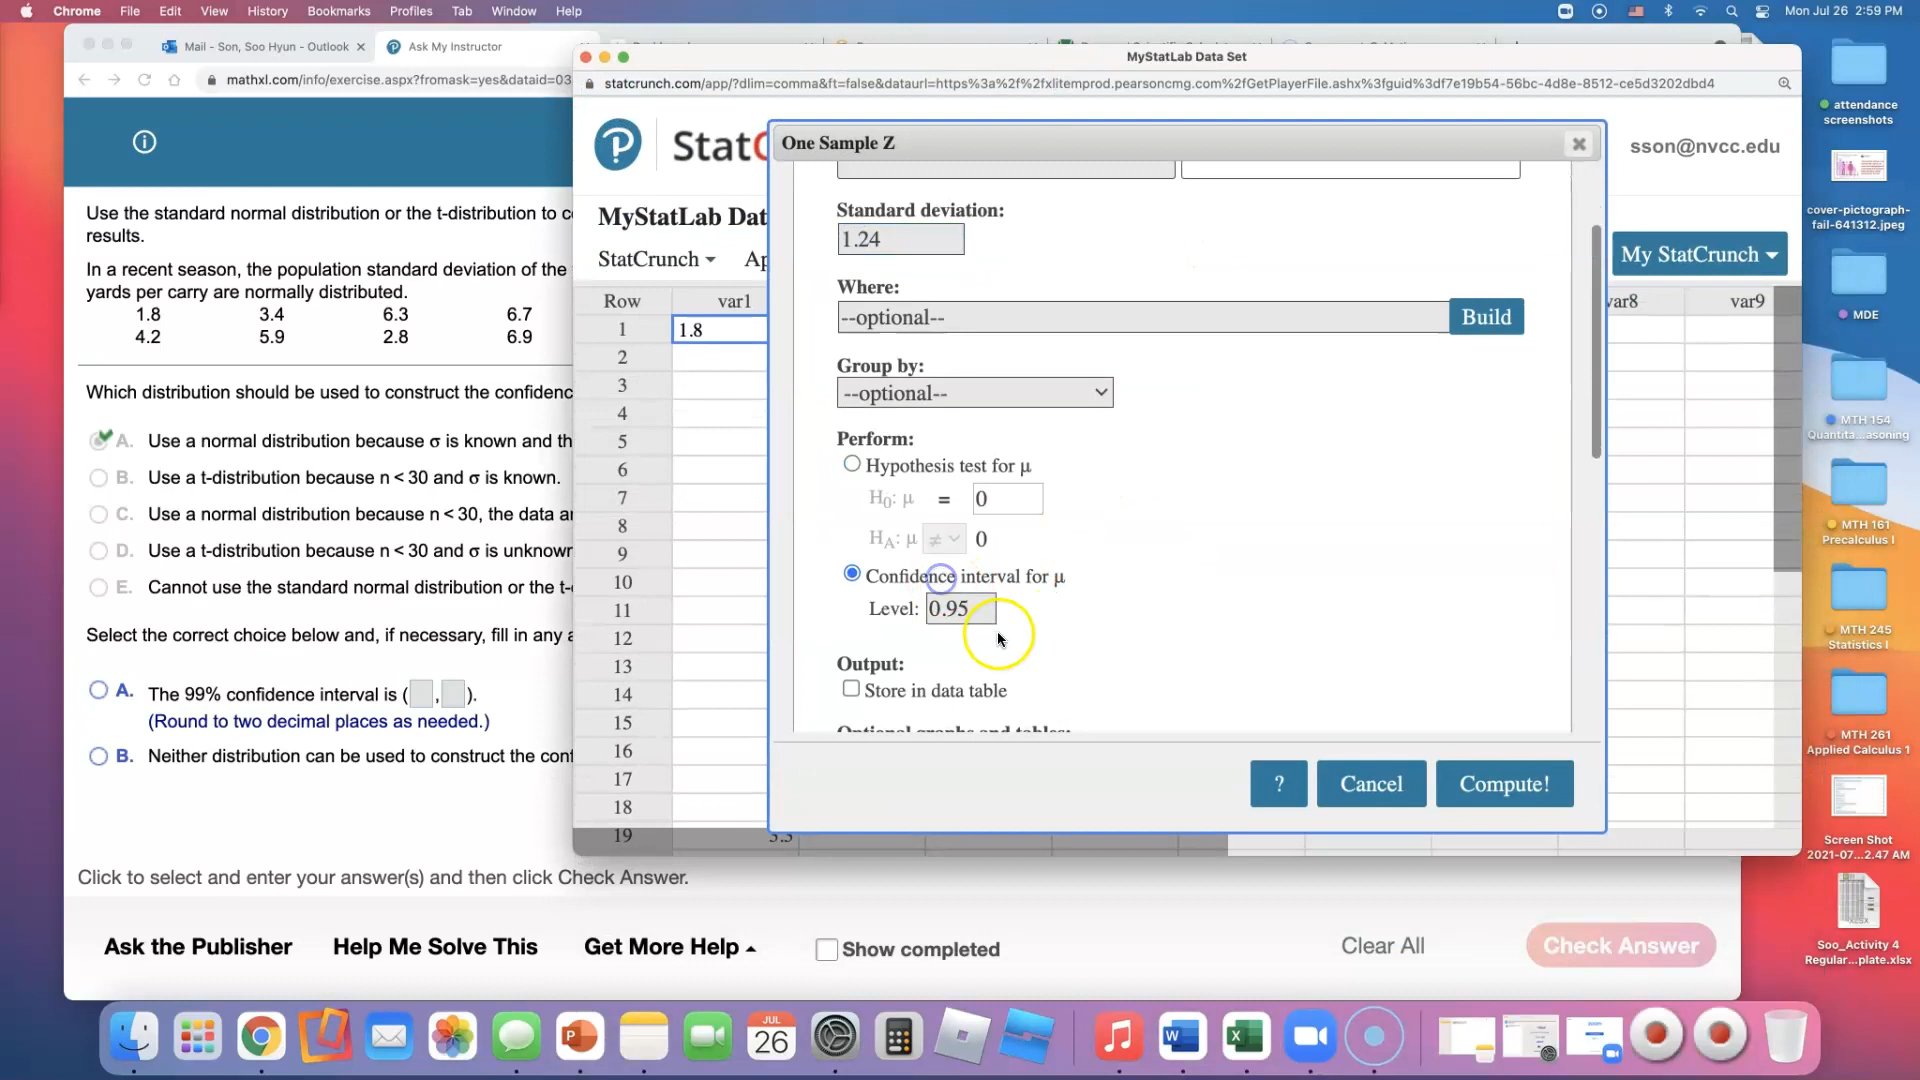 Chrome File Edit View History Bookmarks Profiles Tab Window Help Mon Jul 26 2:59 PM
Mail - Son, Soo Hyun - Outlook Ask My Instructor
MyStatLab Data Set
mathxl.com/info/exercise.aspx?fromask=yes&dataid=03
statcrunch.com/app/?dlim=comma&ft=false&dataurl=https%3a%2f%2fxlitemprod.pearsoncmg.com%2fGetPlayerFile.ashx%3fguid%3df7e19b54-56bc-4d8e-8512-ce5d3202dbd4
StatC
sson@nvcc.edu
MyStatLab Dat
StatCrunch Ap
My StatCrunch
Row var1 var8 var9
1 1.8
2
3
4
5
6
7
8
9
10
11
12
13
14
15
16
17
18
19
One Sample Z
Standard deviation:
1.24
Where:
--optional-- Build
Group by:
--optional--
Perform:
Hypothesis test for μ
H0: μ = 0
HA: μ ≠ 0
Confidence interval for μ
Level: 0.95
Output:
Store in data table
Optional graphs and tables:
? Cancel Compute!
Use the standard normal distribution or the t-distribution to c
results.
In a recent season, the population standard deviation of the
yards per carry are normally distributed.
1.8 3.4 6.3 6.7
4.2 5.9 2.8 6.9
Which distribution should be used to construct the confidenc
A. Use a normal distribution because σ is known and th
B. Use a t-distribution because n < 30 and σ is known.
C. Use a normal distribution because n < 30, the data ar
D. Use a t-distribution because n < 30 and σ is unknown
E. Cannot use the standard normal distribution or the t-
Select the correct choice below and, if necessary, fill in any a
A. The 99% confidence interval is ( , ).
(Round to two decimal places as needed.)
B. Neither distribution can be used to construct the conf
Click to select and enter your answer(s) and then click Check Answer.
Ask the Publisher Help Me Solve This Get More Help Show completed Clear All Check Answer
attendance
screenshots
cover-pictograph-
fail-641312.jpeg
MDE
MTH 154
Quantita...asoning
MTH 161
Precalculus I
MTH 245
Statistics I
MTH 261
Applied Calculus 1
Screen Shot
2021-07...2.47 AM
Soo_Activity 4
Regular...plate.xlsx
JUL
26